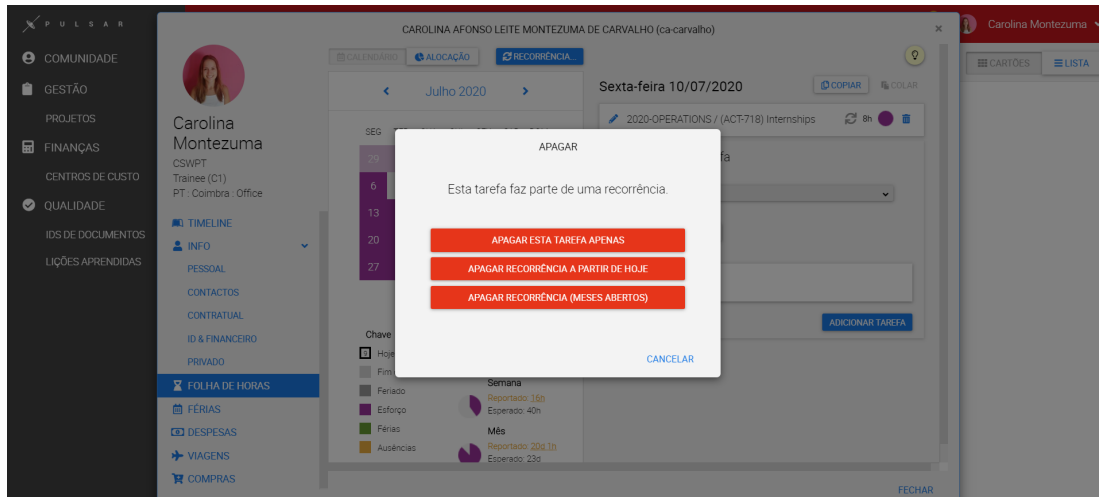 PULSAR
COMUNIDADE
GESTÃO
PROJETOS
FINANÇAS
CENTROS DE CUSTO
QUALIDADE
IDS DE DOCUMENTOS
LIÇÕES APRENDIDAS
CAROLINA AFONSO LEITE MONTEZUMA DE CARVALHO (ca-carvalho)
×
Carolina Montezuma
CARTÕES
LISTA
Carolina
Montezuma
CSWPT
Trainee (C1)
PT : Coimbra : Office
TIMELINE
INFO
PESSOAL
CONTACTOS
CONTRATUAL
ID & FINANCEIRO
PRIVADO
FOLHA DE HORAS
FÉRIAS
DESPESAS
VIAGENS
COMPRAS
CALENDÁRIO
ALOCAÇÃO
RECORRÊNCIA...
Julho 2020
SEG
29
6
13
20
27
Chave
Hoje
Fim
Feriado
Esforço
Férias
Ausências
Semana
Reportado: 16h
Esperado: 40h
Mês
Reportado: 20d 1h
Esperado: 23d
Sexta-feira 10/07/2020
COPIAR
COLAR
2020-OPERATIONS / (ACT-718) Internships
8h
ADICIONAR TAREFA
FECHAR
APAGAR
Esta tarefa faz parte de uma recorrência.
APAGAR ESTA TAREFA APENAS
APAGAR RECORRÊNCIA A PARTIR DE HOJE
APAGAR RECORRÊNCIA (MESES ABERTOS)
CANCELAR